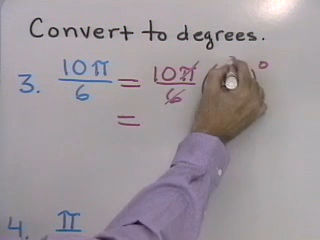 Convert to degrees.
3. 10π/6 = 10π/6 °
=
4. π